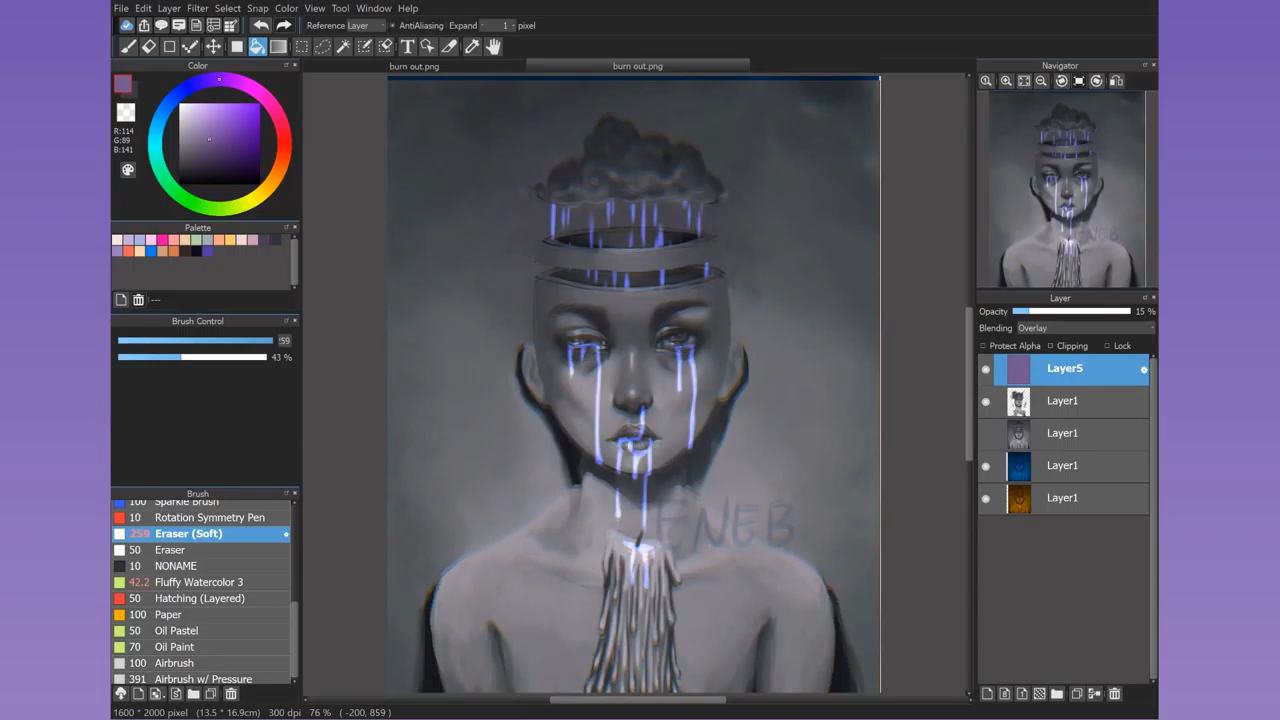 File Edit Layer Filter Select Snap Color View Tool Window Help
Reference Layer AntiAliasing Expand 1 pixel
Color
burn out.png
burn out.png
Navigator
R:114
G:89
B:141
Palette
---
Brush Control
259
43 %
Layer
Opacity 15 %
Blending Overlay
Protect Alpha Clipping Lock
Layer5
Layer1
Layer1
Layer1
Layer1
Brush
100 Sparkle Brush
10 Rotation Symmetry Pen
259 Eraser (Soft)
50 Eraser
10 NONAME
42.2 Fluffy Watercolor 3
50 Hatching (Layered)
100 Paper
50 Oil Pastel
70 Oil Paint
100 Airbrush
391 Airbrush w/ Pressure
ENEB
1600 * 2000 pixel (13.5 * 16.9cm) 300 dpi 76 % ( -200, 859 )